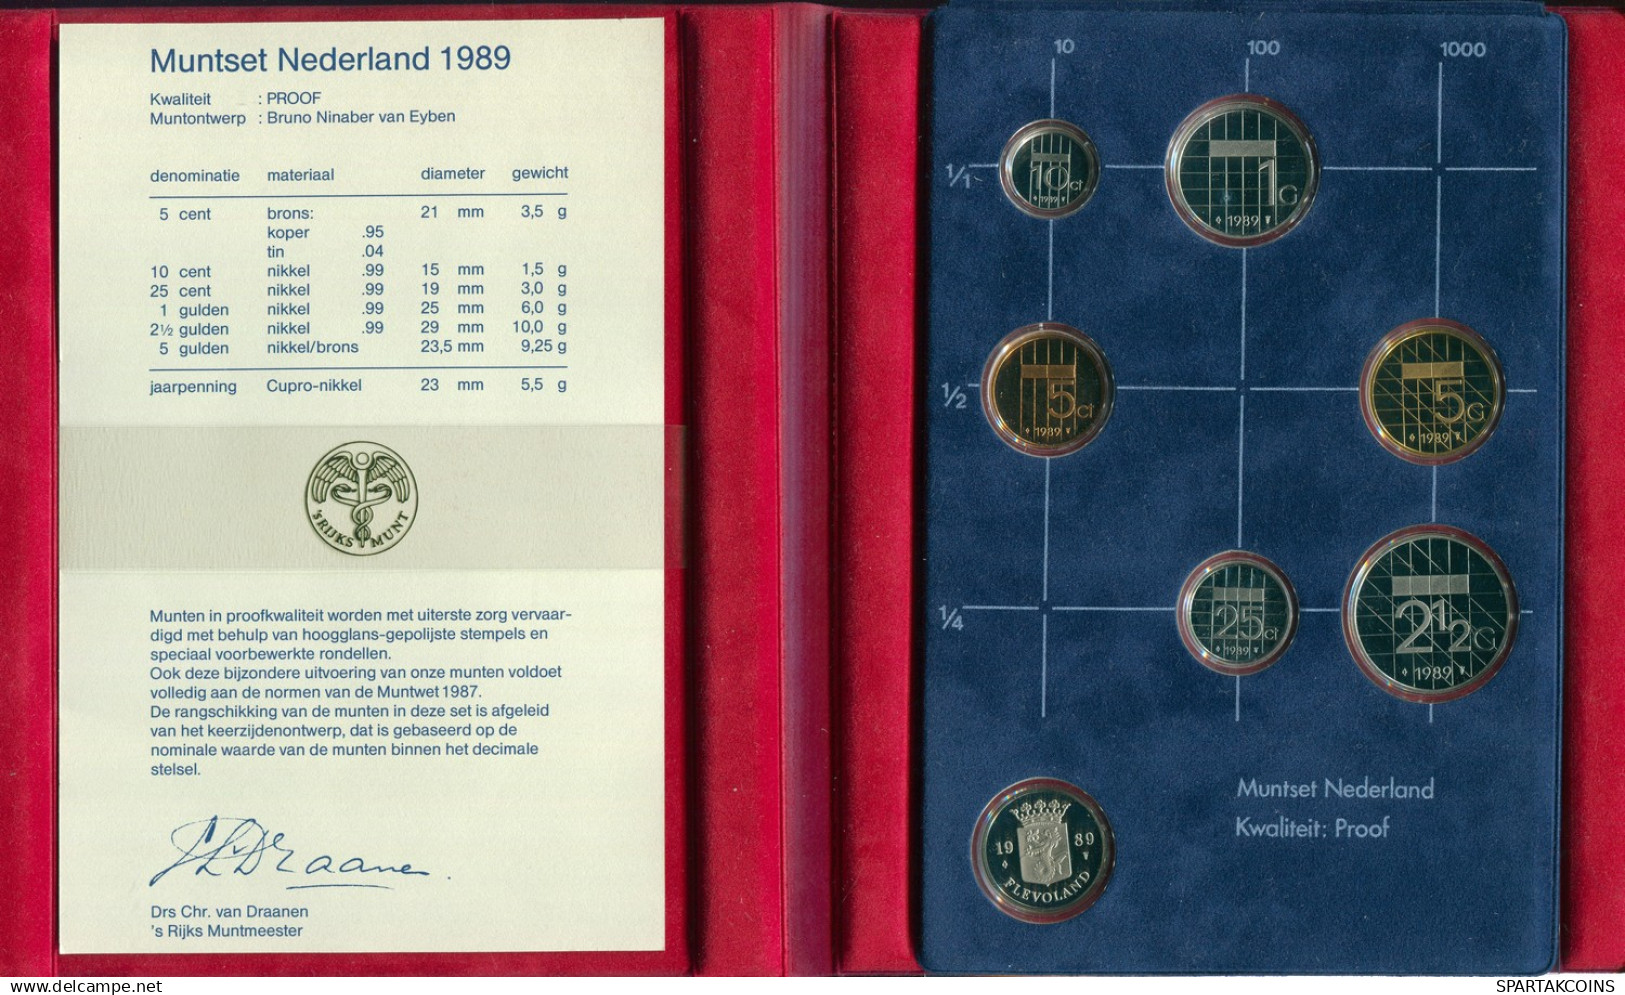 Muntset Nederland 1989
Kwaliteit : PROOF
Muntontwerp : Bruno Ninaber van Eyben
denominatie materiaal diameter gewicht
5 cent brons: 21 mm 3,5 g
koper .95
tin .04
10 cent nikkel .99 15 mm 1,5 g
25 cent nikkel .99 19 mm 3,0 g
1 gulden nikkel .99 25 mm 6,0 g
2½ gulden nikkel .99 29 mm 10,0 g
5 gulden nikkel/brons 23,5 mm 9,25 g
jaarpenning Cupro-nikkel 23 mm 5,5 g
'SRIJKS MUNT
Munten in proofkwaliteit worden met uiterste zorg vervaar-
digd met behulp van hoogglans-gepolijste stempels en
speciaal voorbewerkte rondellen.
Ook deze bijzondere uitvoering van onze munten voldoet
volledig aan de normen van de Muntwet 1987.
De rangschikking van de munten in deze set is afgeleid
van het keerzijdenontwerp, dat is gebaseerd op de
nominale waarde van de munten binnen het decimale
stelsel.
Chr. v Draanen.
Drs Chr. van Draanen
's Rijks Muntmeester
10 100 1000
1/1
10 Ct
1989
1 G
1989
1/2
5 Ct
1989
5 G
1989
1/4
25 Ct
1989
2 1/2 G
1989
Muntset Nederland
Kwaliteit: Proof
19 89
FLEVOLAND
www.delcampe.net
SPARTAKCOINS